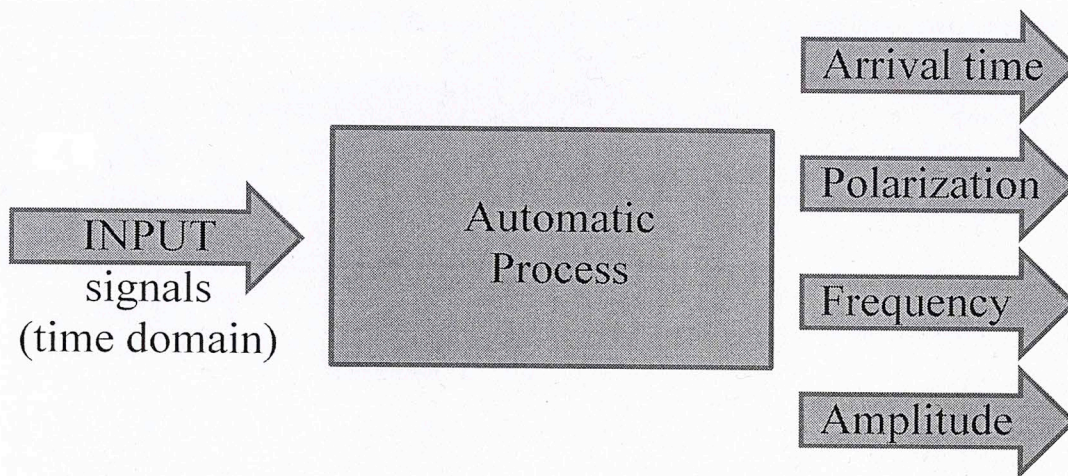 INPUT
signals
(time domain)
Automatic
Process
Arrival time
Polarization
Frequency
Amplitude